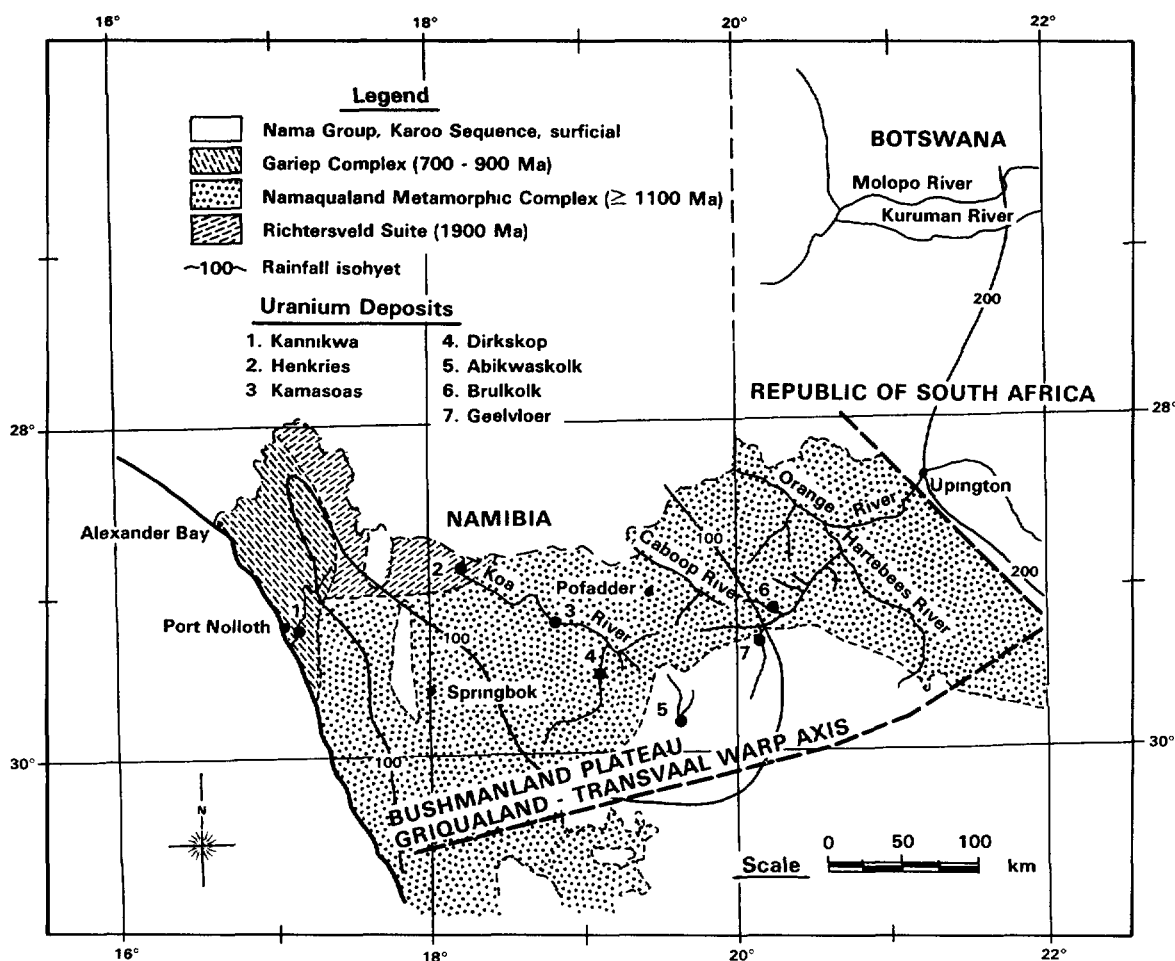 16° 18° 20° 22°
Legend
Nama Group, Karoo Sequence, surficial
Gariep Complex (700 - 900 Ma)
Namaqualand Metamorphic Complex (≥ 1100 Ma)
Richtersveld Suite (1900 Ma)
~100~ Rainfall isohyet
Uranium Deposits
1. Kannikwa
2. Henkries
3 Kamasoas
4. Dirkskop
5. Abikwaskolk
6. Brulkolk
7. Geelvloer
BOTSWANA
Molopo River
Kuruman River
200
REPUBLIC OF SOUTH AFRICA
28° 28°
Upington
Orange River
Alexander Bay
NAMIBIA
100
Hartebees River
Caboop River
200
2
Koa River
Pofadder
6
3
Port Nolloth
1
100
7
4
Springbok
5
30° 30°
100
BUSHMANLAND PLATEAU
GRIQUALAND - TRANSVAAL WARP AXIS
N
Scale
0 50 100
km
16° 18° 20° 22°